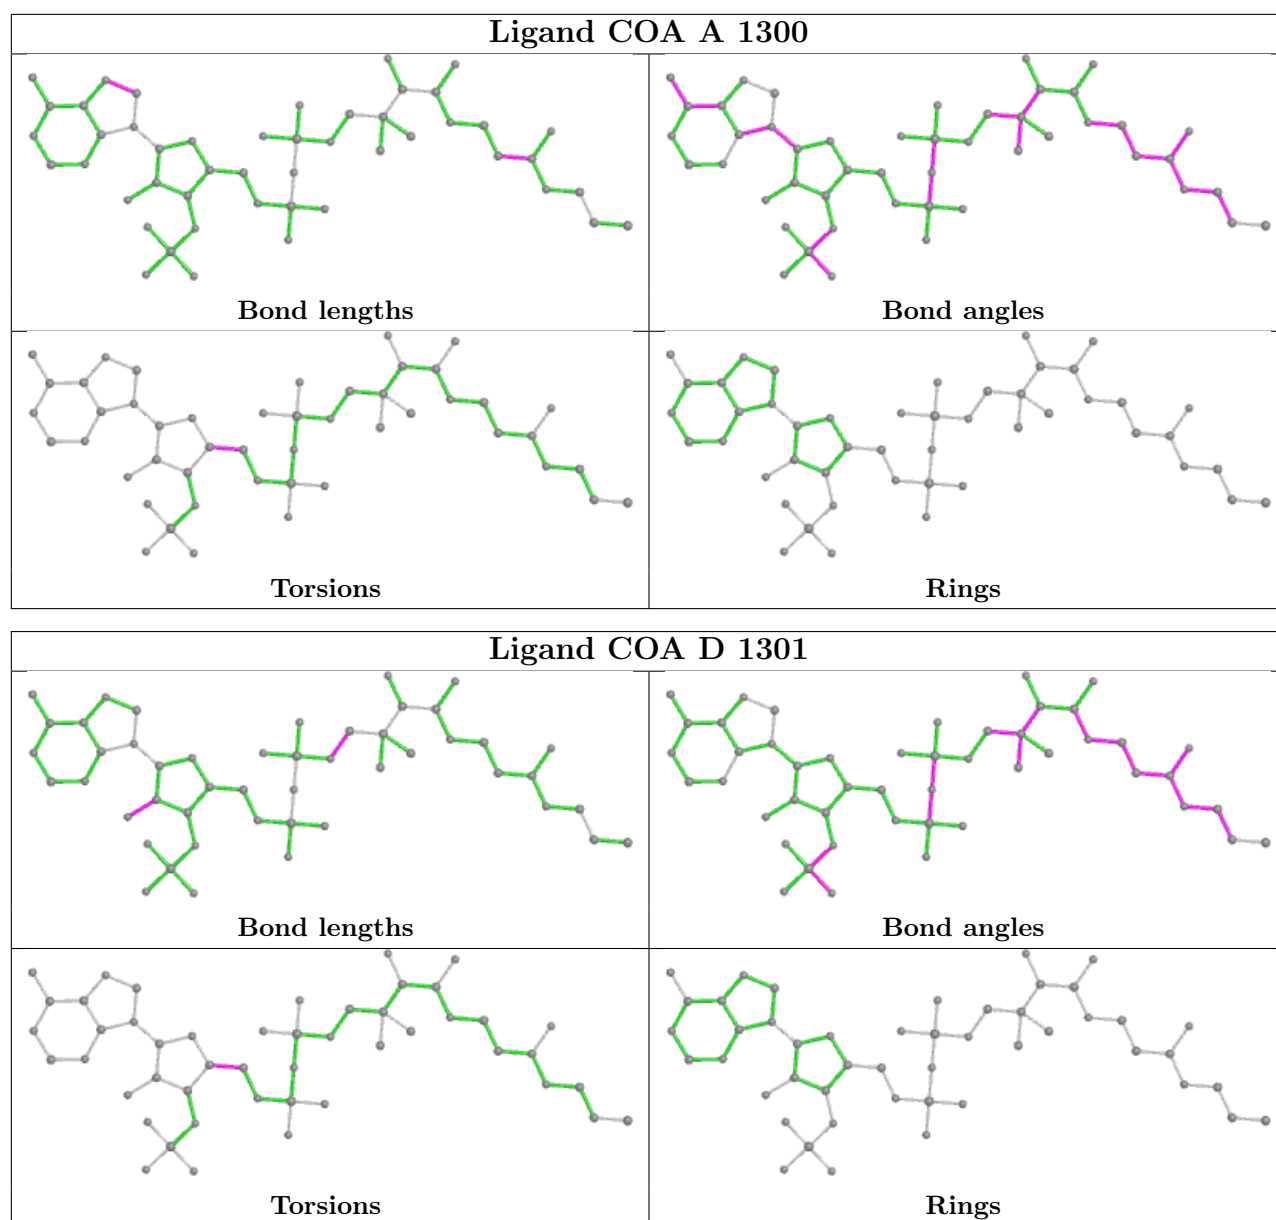 Ligand COA A 1300
Bond lengths
Bond angles
Torsions
Rings
Ligand COA D 1301
Bond lengths
Bond angles
Torsions
Rings